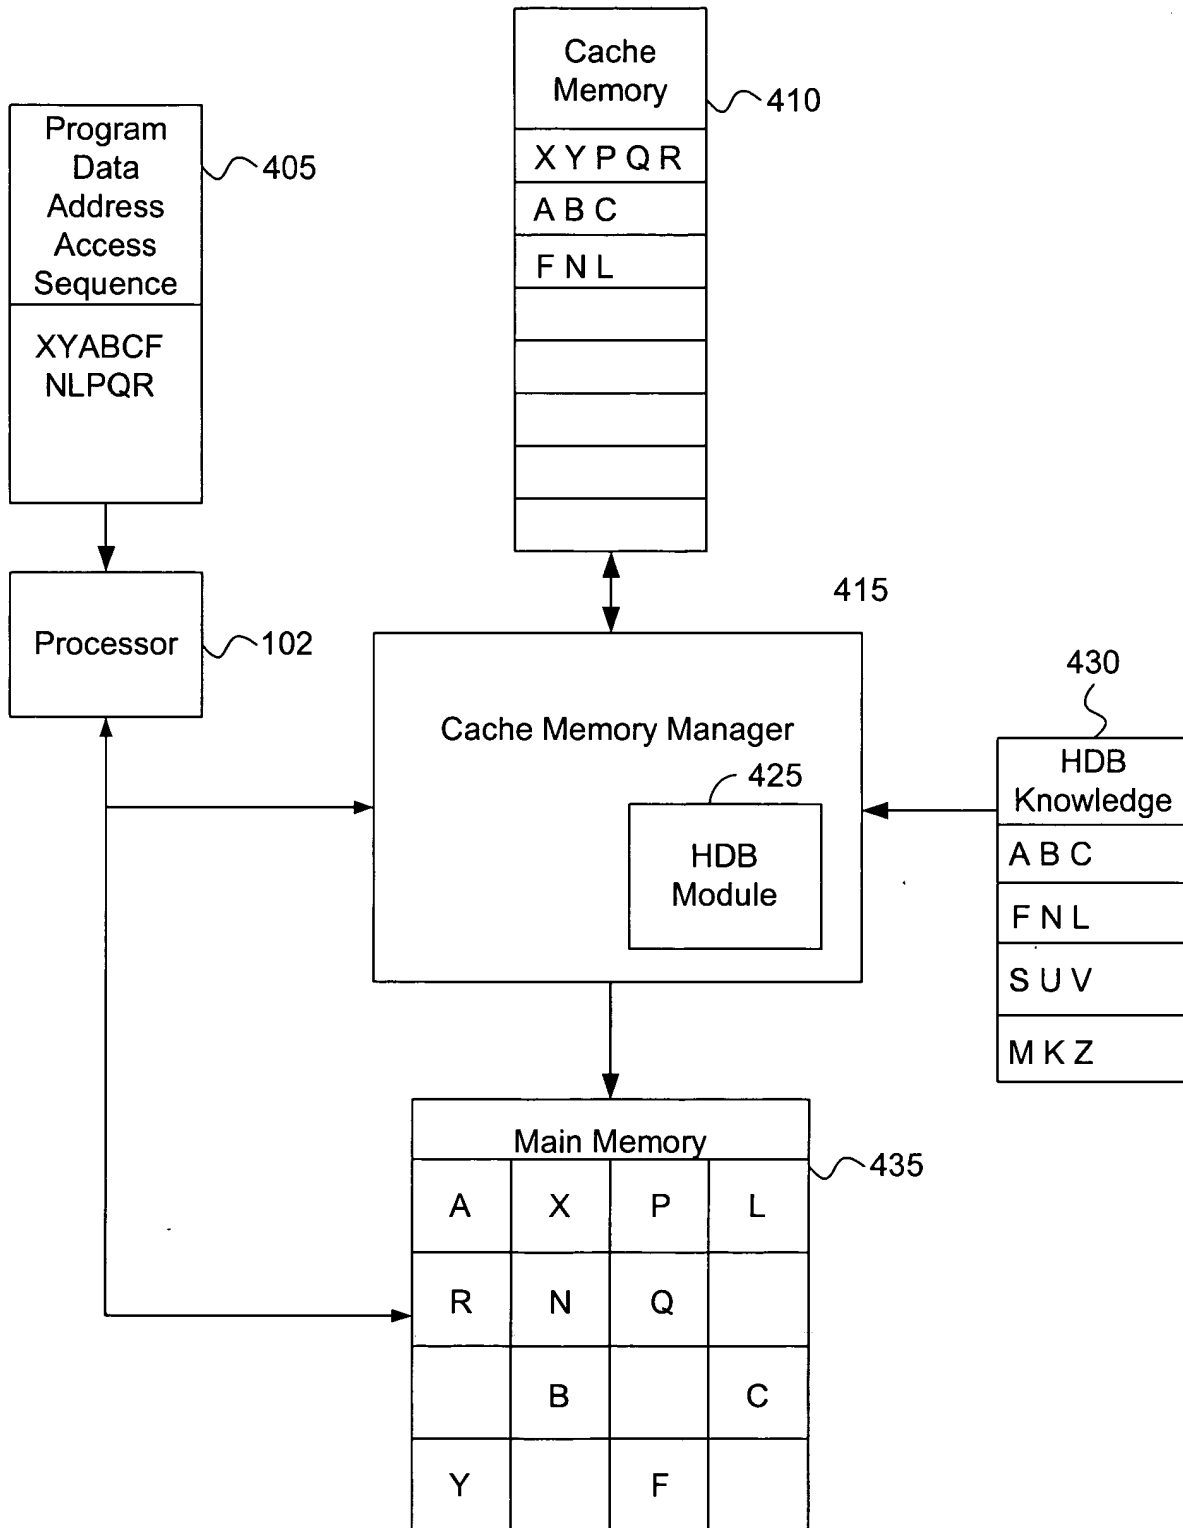 Cache
Memory
410
X Y P Q R
A B C
F N L
Program
Data
Address
Access
Sequence
405
XYABCF
NLPQR
Processor
102
415
Cache Memory Manager
425
HDB
Module
430
HDB
Knowledge
A B C
F N L
S U V
M K Z
Main Memory
435
A X P L
R N Q
B C
Y F